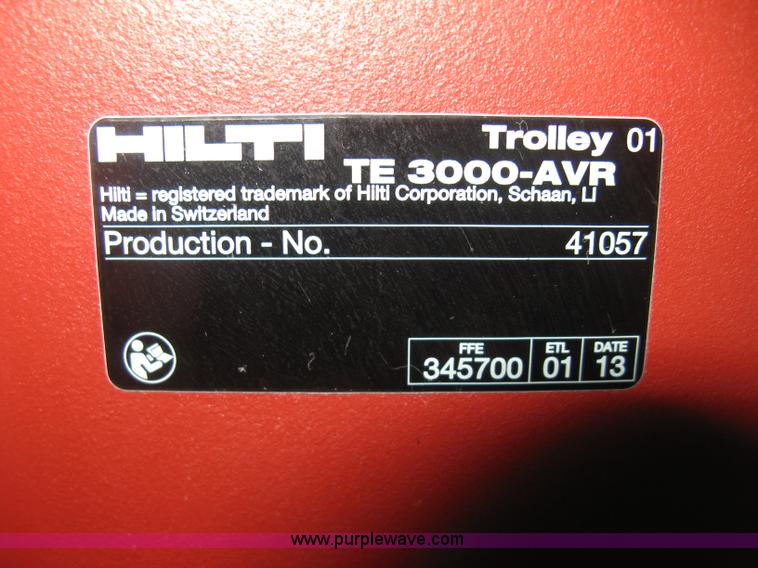 HILTI Trolley 01
TE 3000-AVR
Hilti = registered trademark of Hilti Corporation, Schaan, LI
Made in Switzerland
Production - No. 41057
FFE ETL DATE
345700 01 13
www.purplewave.com